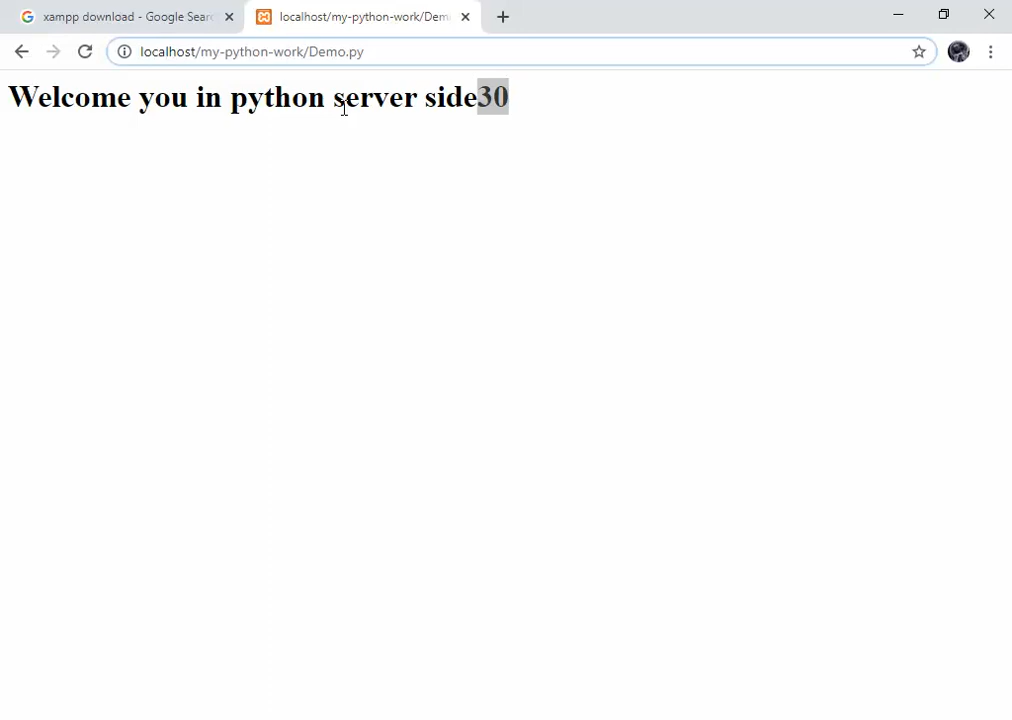 xampp download - Google Sear
localhost/my-python-work/Dem
localhost/my-python-work/Demo.py
Welcome you in python server side30